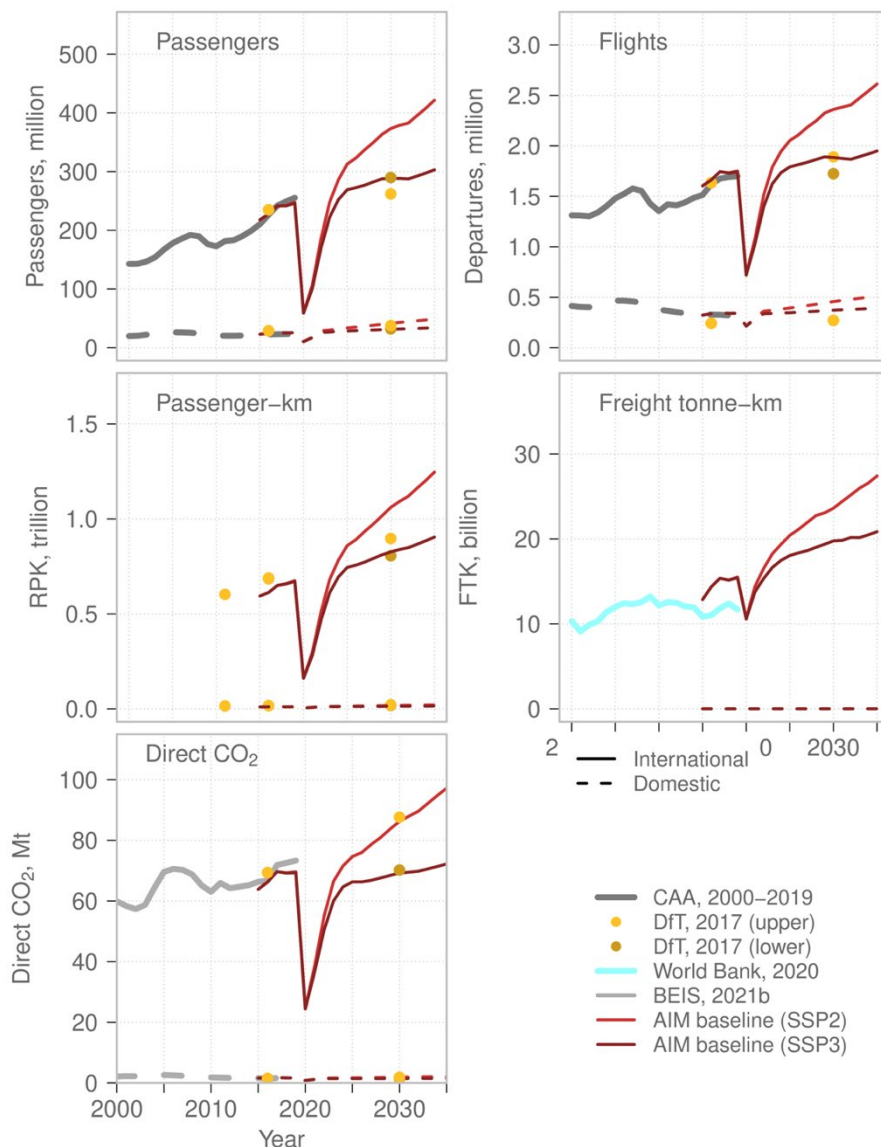 Passengers
Passengers, million
500
400
300
200
100
0
Flights
Departures, million
3.0
2.5
2.0
1.5
1.0
0.5
0.0
Passenger−km
RPK, trillion
1.5
1.0
0.5
0.0
Freight tonne−km
FTK, billion
30
20
10
0
2 0 2030
International
Domestic
Direct CO₂
Direct CO₂, Mt
100
80
60
40
20
0
2000 2010 2020 2030
Year
CAA, 2000−2019
DfT, 2017 (upper)
DfT, 2017 (lower)
World Bank, 2020
BEIS, 2021b
AIM baseline (SSP2)
AIM baseline (SSP3)